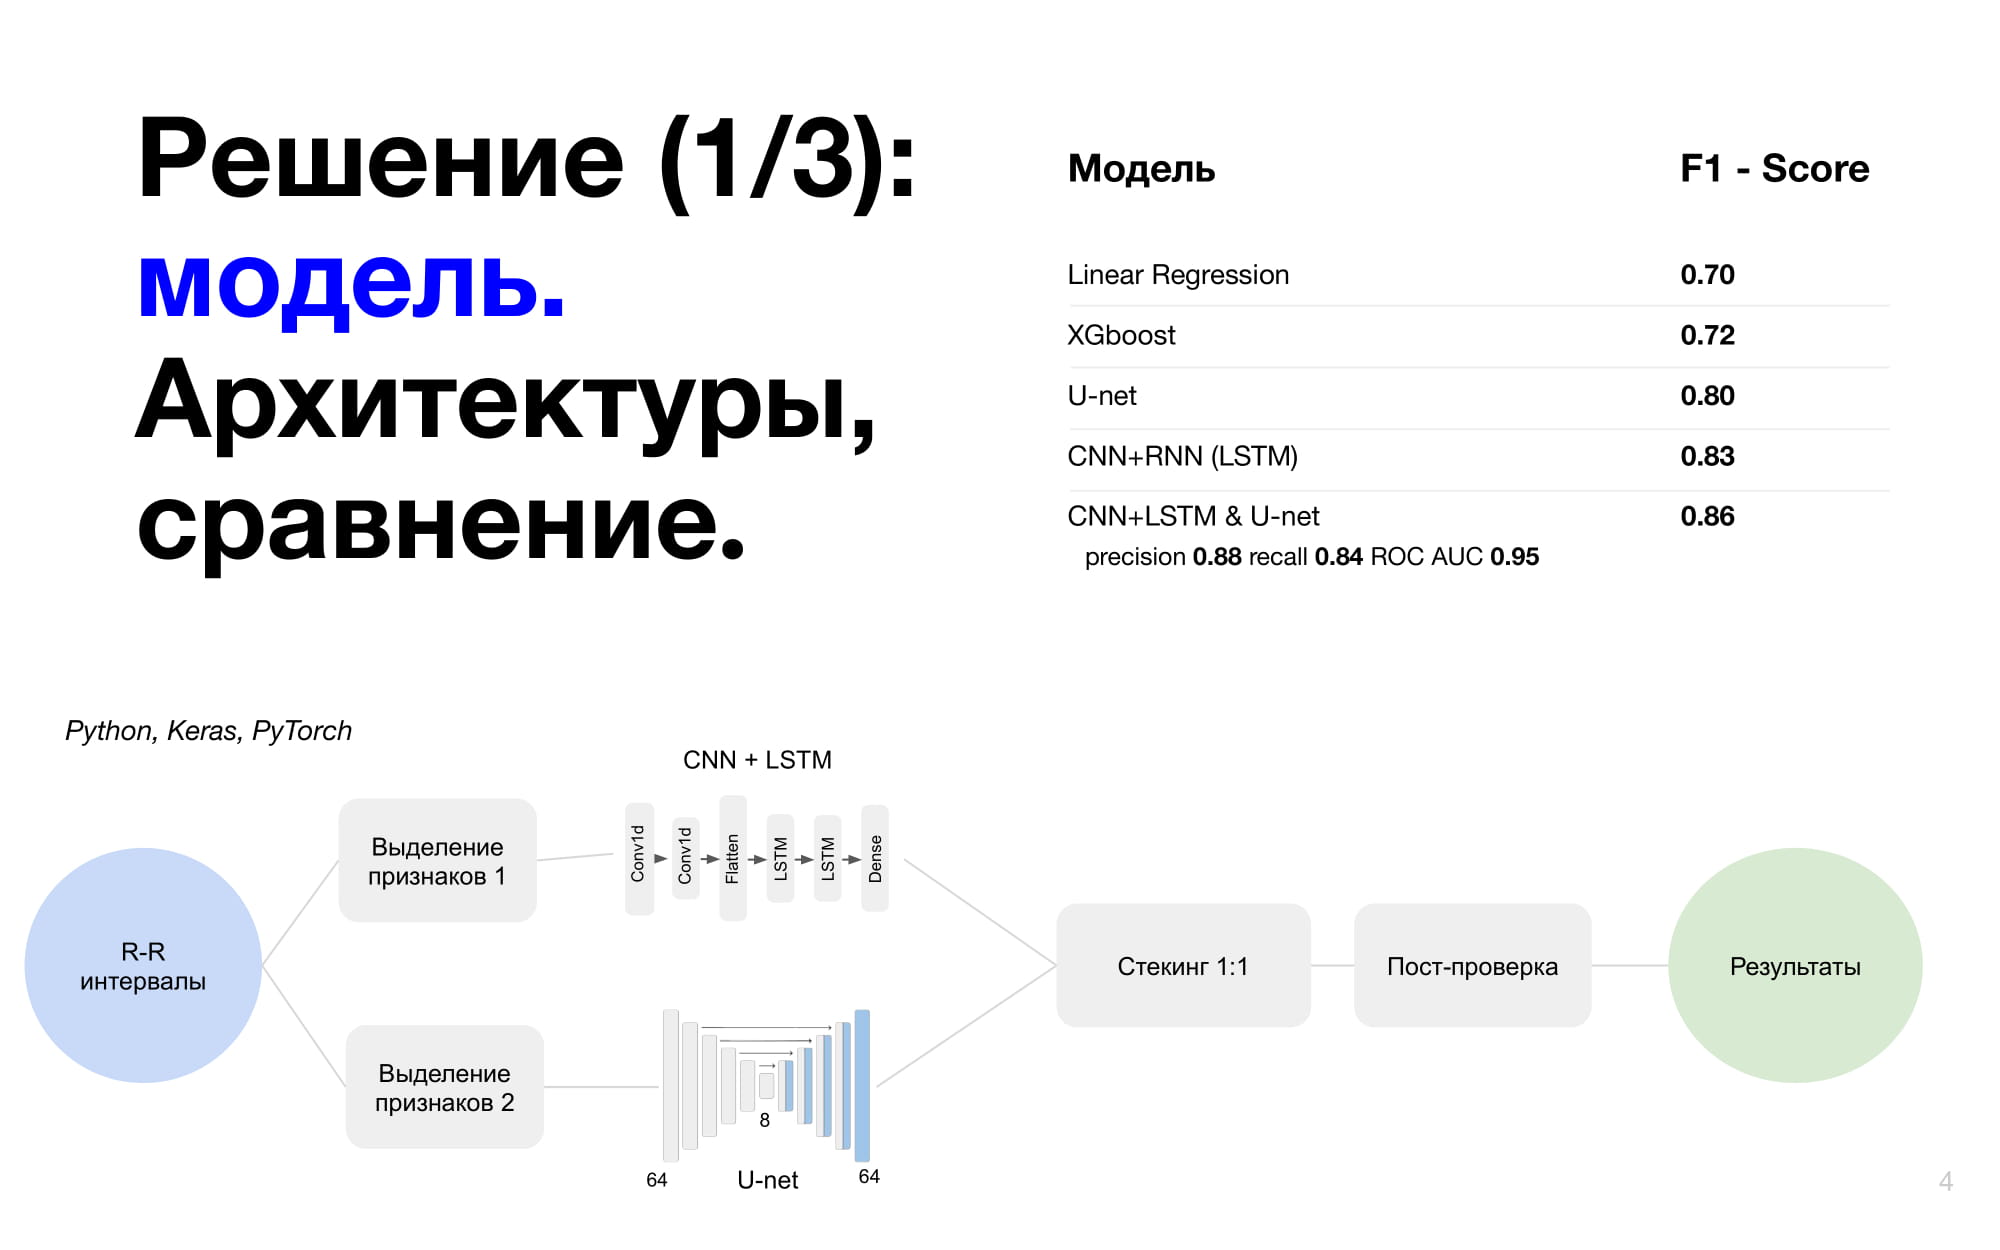 Решение (1/3):
модель.
Архитектуры,
сравнение.
Модель F1 - Score
Linear Regression 0.70
XGboost 0.72
U-net 0.80
CNN+RNN (LSTM) 0.83
CNN+LSTM & U-net 0.86
precision 0.88 recall 0.84 ROC AUC 0.95
Python, Keras, PyTorch
R-R
интервалы
Выделение
признаков 1
CNN + LSTM
Conv1d
Conv1d
Flatten
LSTM
LSTM
Dense
Выделение
признаков 2
8
64
U-net
64
Стекинг 1:1
Пост-проверка
Результаты
4